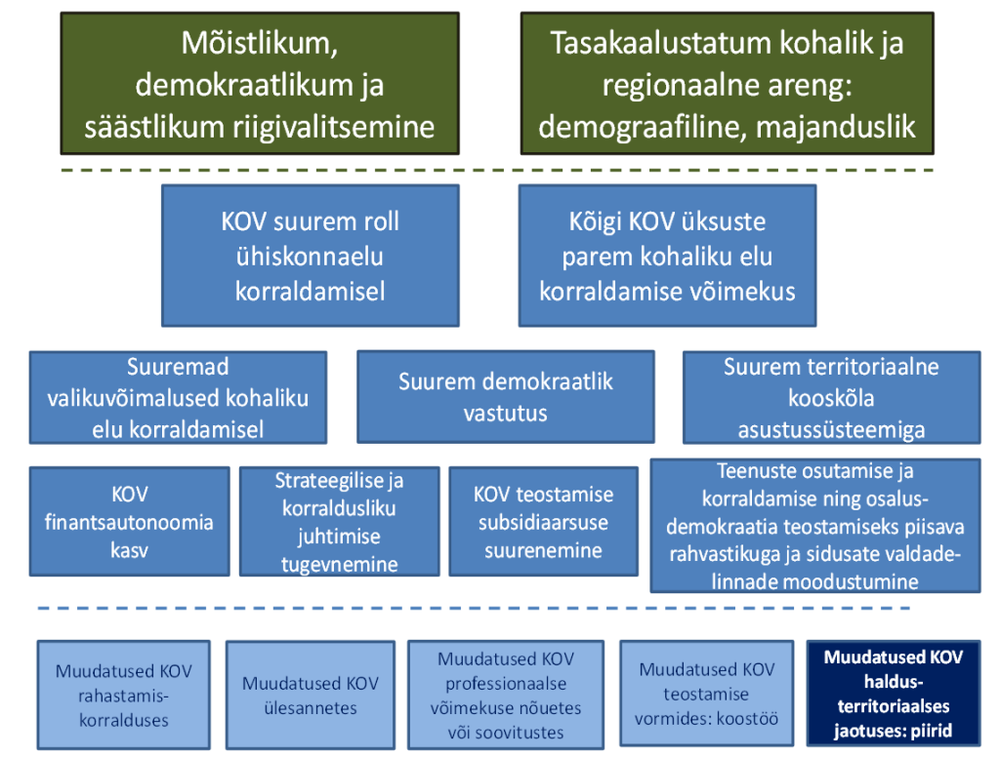 Mõistlikum,
demokraatlikum ja
säästlikum riigivalitsemine
Tasakaalustatum kohalik ja
regionaalne areng:
demograafiline, majanduslik
KOV suurem roll
ühiskonnaelu
korraldamisel
Kõigi KOV üksuste
parem kohaliku elu
korraldamise võimekus
Suuremad
valikuvõimalused kohaliku
elu korraldamisel
Suurem demokraatlik
vastutus
Suurem territoriaalne
kooskõla
asustussüsteemiga
KOV
finantsautonoomia
kasv
Strateegilise ja
korraldusliku
juhtimise
tugevnemine
KOV teostamise
subsidiaarsuse
suurenemine
Teenuste osutamise ja
korraldamise ning osalus-
demokraatia teostamiseks piisava
rahvastikuga ja sidusate valdade-
linnade moodustumine
Muudatused KOV
rahastamis-
korralduses
Muudatused KOV
ülesannetes
Muudatused KOV
professionaalse
võimekuse nõuetes
või soovitustes
Muudatused KOV
teostamise
vormides: koostöö
Muudatused KOV
haldus-
territoriaalses
jaotuses: piirid